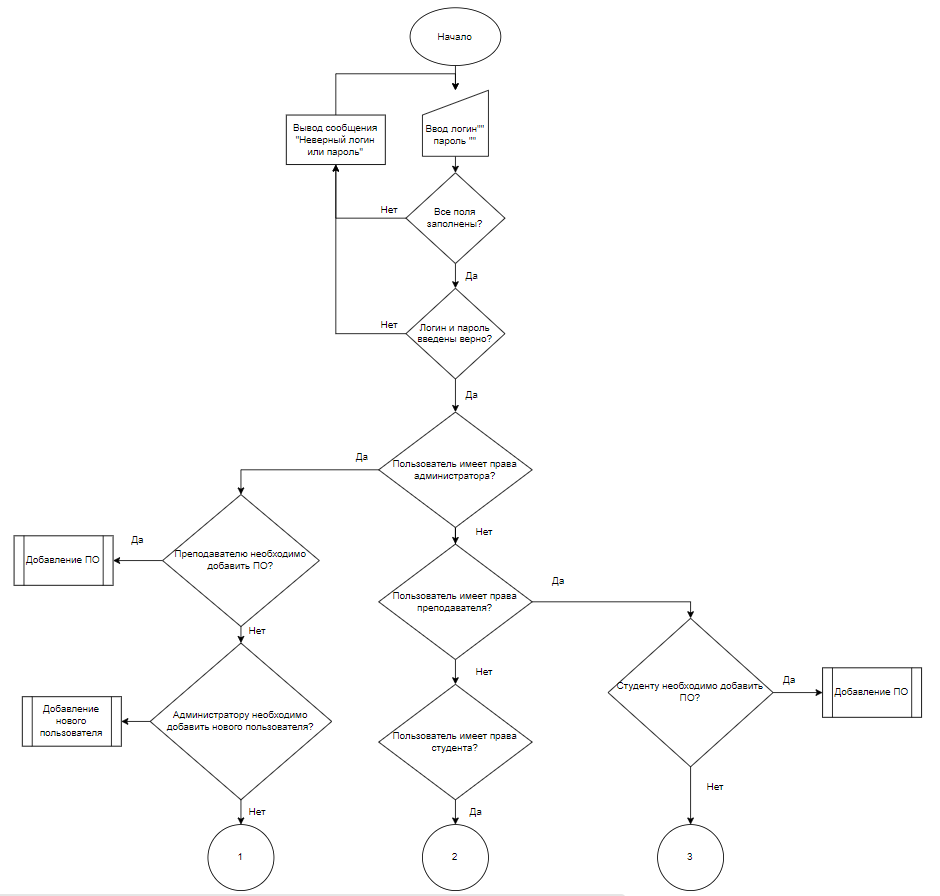 Начало
Вывод сообщения
"Неверный логин
или пароль"
Ввод логин""
пароль ""
Нет
Все поля
заполнены?
Да
Нет
Логин и пароль
введены верно?
Да
Да
Пользователь имеет права
администратора?
Нет
Да
Добавление ПО
Преподавателю необходимо
добавить ПО?
Нет
Пользователь имеет права
преподавателя?
Да
Нет
Студенту необходимо добавить
ПО?
Да
Добавление ПО
Добавление
нового
пользователя
Администратору необходимо
добавить нового пользователя?
Пользователь имеет права
студента?
Нет
Нет
Да
1
2
3